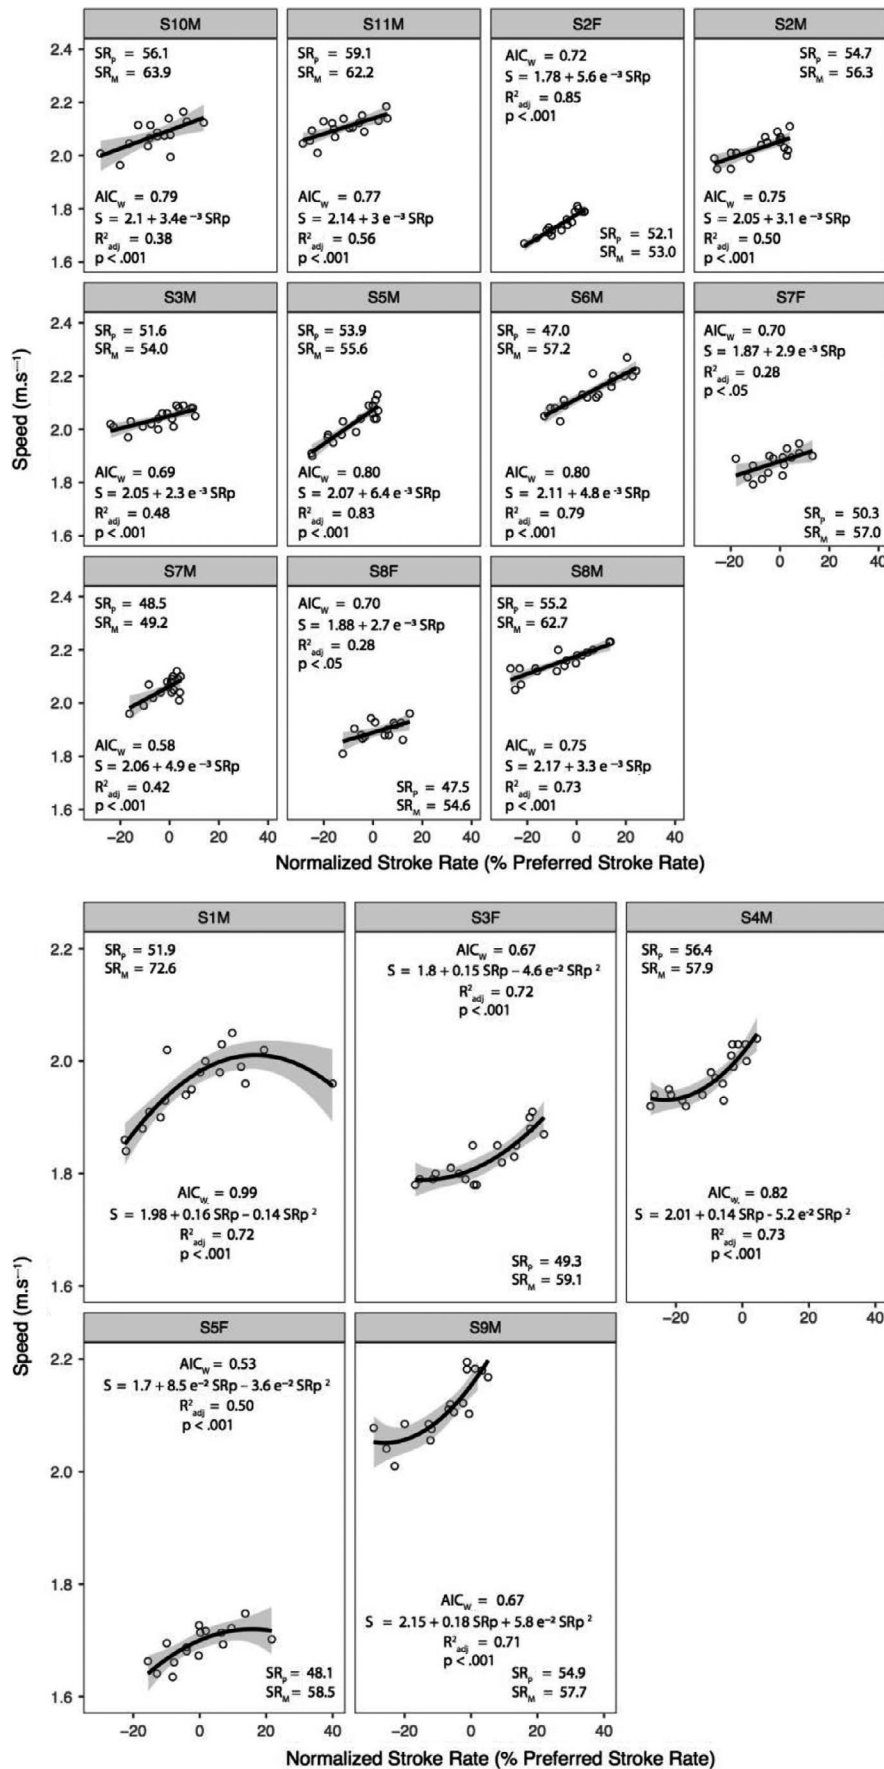 S10M
SRp = 56.1
SRM = 63.9
AICW = 0.79
S = 2.1 + 3.4e⁻³ SRp
R²adj = 0.38
p < .001
S11M
SRp = 59.1
SRM = 62.2
AICW = 0.77
S = 2.14 + 3 e⁻³ SRp
R²adj = 0.56
p < .001
S2F
AICW = 0.72
S = 1.78 + 5.6 e⁻³ SRp
R²adj = 0.85
p < .001
SRp = 52.1
SRM = 53.0
S2M
SRp = 54.7
SRM = 56.3
AICW = 0.75
S = 2.05 + 3.1 e⁻³ SRp
R²adj = 0.50
p < .001
2.4
2.2
2.0
1.8
1.6
S3M
SRp = 51.6
SRM = 54.0
AICW = 0.69
S = 2.05 + 2.3 e⁻³ SRp
R²adj = 0.48
p < .001
S5M
SRp = 53.9
SRM = 55.6
AICW = 0.80
S = 2.07 + 6.4 e⁻³ SRp
R²adj = 0.83
p < .001
S6M
SRp = 47.0
SRM = 57.2
AICW = 0.80
S = 2.11 + 4.8 e⁻³ SRp
R²adj = 0.79
p < .001
S7F
AICW = 0.70
S = 1.87 + 2.9 e⁻³ SRp
R²adj = 0.28
p < .05
SRp = 50.3
SRM = 57.0
2.4
2.2
2.0
1.8
1.6
Speed (m.s⁻¹)
−20 0 20 40
S7M
SRp = 48.5
SRM = 49.2
AICW = 0.58
S = 2.06 + 4.9 e⁻³ SRp
R²adj = 0.42
p < .001
S8F
AICW = 0.70
S = 1.88 + 2.7 e⁻³ SRp
R²adj = 0.28
p < .05
SRp = 47.5
SRM = 54.6
S8M
SRp = 55.2
SRM = 62.7
AICW = 0.75
S = 2.17 + 3.3 e⁻³ SRp
R²adj = 0.73
p < .001
2.4
2.2
2.0
1.8
1.6
−20 0 20 40 −20 0 20 40 −20 0 20 40
Normalized Stroke Rate (% Preferred Stroke Rate)
S1M
SRp = 51.9
SRM = 72.6
AICW = 0.99
S = 1.98 + 0.16 SRp − 0.14 SRp ²
R²adj = 0.72
p < .001
S3F
AICW = 0.67
S = 1.8 + 0.15 SRp − 4.6 e⁻² SRp ²
R²adj = 0.72
p < .001
SRp = 49.3
SRM = 59.1
S4M
SRp = 56.4
SRM = 57.9
AICW = 0.82
S = 2.01 + 0.14 SRp - 5.2 e⁻² SRp ²
R²adj = 0.73
p < .001
2.2
2.0
1.8
1.6
−20 0 20 40
Speed (m.s⁻¹)
S5F
AICW = 0.53
S = 1.7 + 8.5 e⁻² SRp − 3.6 e⁻² SRp ²
R²adj = 0.50
p < .001
SRp = 48.1
SRM = 58.5
S9M
AICW = 0.67
S = 2.15 + 0.18 SRp + 5.8 e⁻² SRp ²
R²adj = 0.71
p < .001
SRp = 54.9
SRM = 57.7
2.2
2.0
1.8
1.6
−20 0 20 40 −20 0 20 40
Normalized Stroke Rate (% Preferred Stroke Rate)